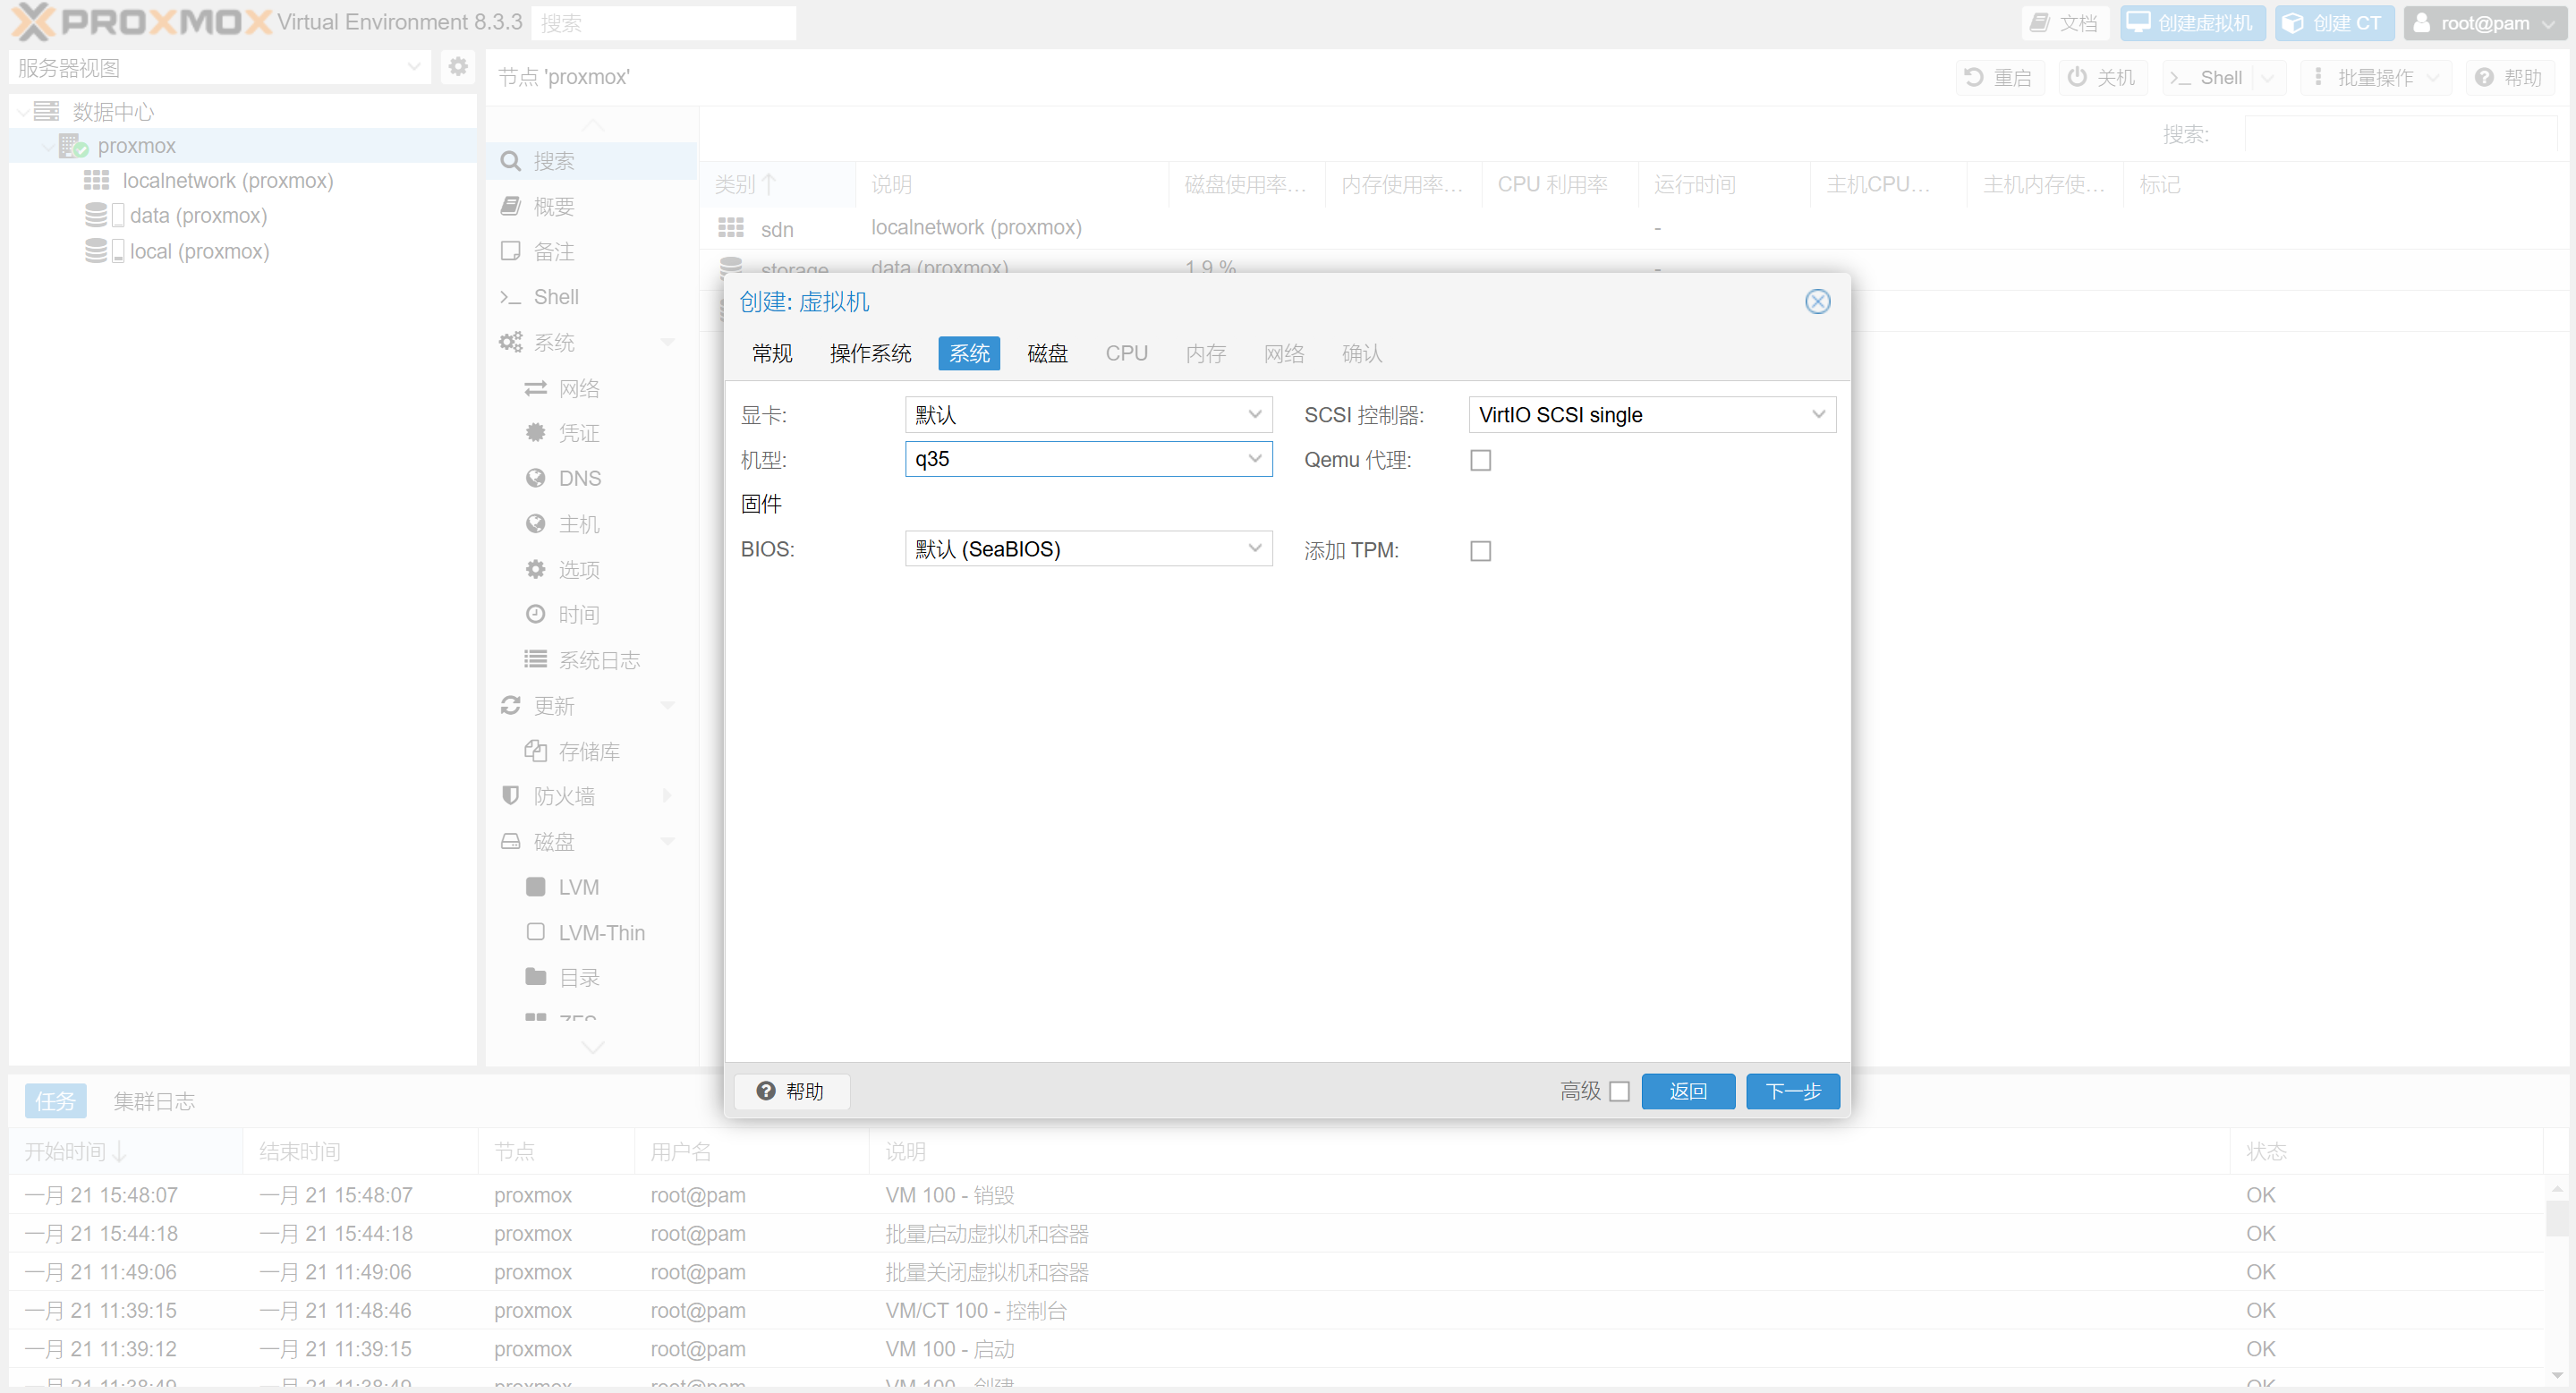 PROXMOX Virtual Environment 8.3.3 搜索 文档 创建虚拟机 创建 CT root@pam
服务器视图
节点 'proxmox' 重启 关机 Shell 批量操作 帮助
数据中心
proxmox
localnetwork (proxmox)
data (proxmox)
local (proxmox)
搜索
概要
备注
Shell
系统
网络
凭证
DNS
主机
选项
时间
系统日志
更新
存储库
防火墙
磁盘
LVM
LVM-Thin
目录
ZFS
搜索:
类别 说明 磁盘使用率... 内存使用率... CPU 利用率 运行时间 主机CPU... 主机内存使... 标记
sdn localnetwork (proxmox) -
storage data (proxmox) 1.9 % -
创建: 虚拟机
常规 操作系统 系统 磁盘 CPU 内存 网络 确认
显卡: 默认 SCSI 控制器: VirtIO SCSI single
机型: q35 Qemu 代理:
固件
BIOS: 默认 (SeaBIOS) 添加 TPM:
帮助 高级 返回 下一步
任务 集群日志
开始时间 结束时间 节点 用户名 说明 状态
一月 21 15:48:07 一月 21 15:48:07 proxmox root@pam VM 100 - 销毁 OK
一月 21 15:44:18 一月 21 15:44:18 proxmox root@pam 批量启动虚拟机和容器 OK
一月 21 11:49:06 一月 21 11:49:06 proxmox root@pam 批量关闭虚拟机和容器 OK
一月 21 11:39:15 一月 21 11:48:46 proxmox root@pam VM/CT 100 - 控制台 OK
一月 21 11:39:12 一月 21 11:39:15 proxmox root@pam VM 100 - 启动 OK
一月 21 11:38:49 一月 21 11:38:49 proxmox root@pam VM 100 - 创建 OK